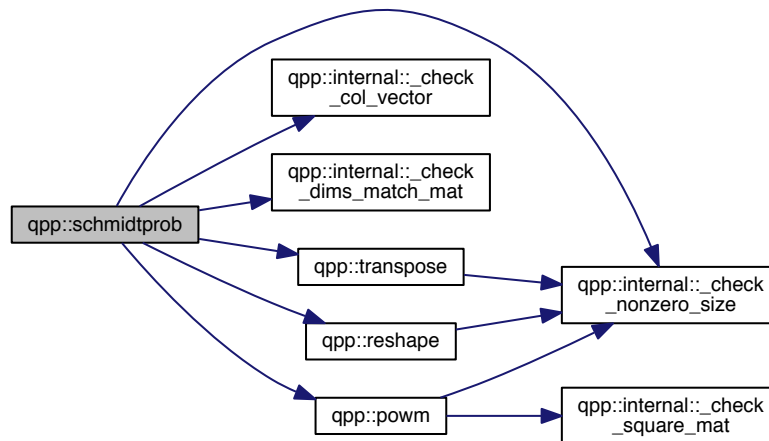 qpp::internal::_check
_col_vector
qpp::internal::_check
_dims_match_mat
qpp::schmidtprob
qpp::transpose
qpp::internal::_check
_nonzero_size
qpp::reshape
qpp::powm
qpp::internal::_check
_square_mat